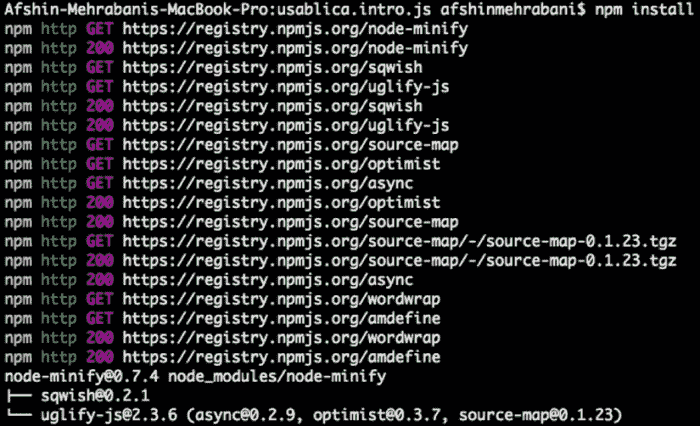 Afshin-Mehrabanis-MacBook-Pro:usablica.intro.js afshinmehrabani$ npm install
npm http GET https://registry.npmjs.org/node-minify
npm http 200 https://registry.npmjs.org/node-minify
npm http GET https://registry.npmjs.org/sqwish
npm http GET https://registry.npmjs.org/uglify-js
npm http 200 https://registry.npmjs.org/sqwish
npm http 200 https://registry.npmjs.org/uglify-js
npm http GET https://registry.npmjs.org/source-map
npm http GET https://registry.npmjs.org/optimist
npm http GET https://registry.npmjs.org/async
npm http 200 https://registry.npmjs.org/optimist
npm http 200 https://registry.npmjs.org/source-map
npm http GET https://registry.npmjs.org/source-map/-/source-map-0.1.23.tgz
npm http 200 https://registry.npmjs.org/source-map/-/source-map-0.1.23.tgz
npm http 200 https://registry.npmjs.org/async
npm http GET https://registry.npmjs.org/wordwrap
npm http GET https://registry.npmjs.org/amdefine
npm http 200 https://registry.npmjs.org/wordwrap
npm http 200 https://registry.npmjs.org/amdefine
node-minify@0.7.4 node_modules/node-minify
├── sqwish@0.2.1
└── uglify-js@2.3.6 (async@0.2.9, optimist@0.3.7, source-map@0.1.23)